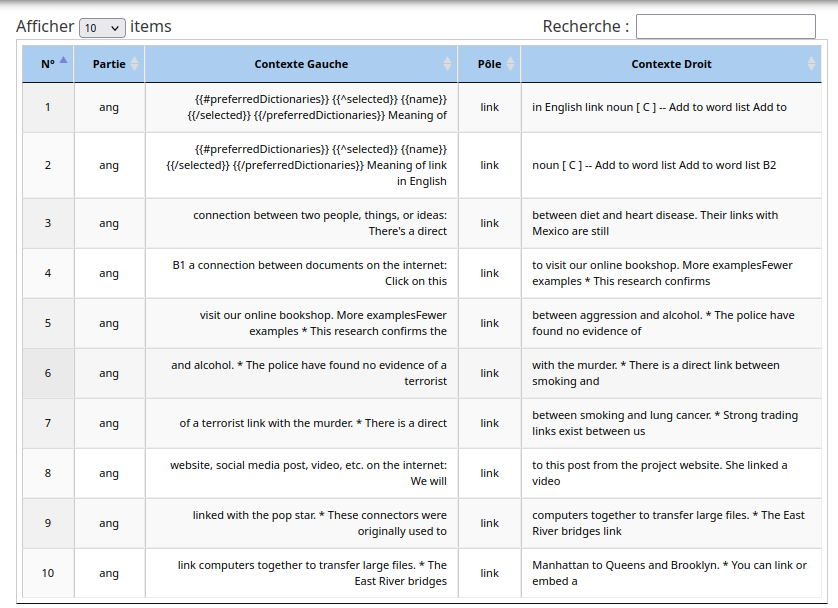 Afficher 10 items Recherche :
N° Partie Contexte Gauche Pôle Contexte Droit
1 ang {{#preferredDictionaries}} {{^selected}} {{name}}
{{/selected}} {{/preferredDictionaries}} Meaning of link in English link noun [ C ] -- Add to word list Add to
2 ang {{#preferredDictionaries}} {{^selected}} {{name}}
{{/selected}} {{/preferredDictionaries}} Meaning of link
in English link noun [ C ] -- Add to word list Add to word list B2
3 ang connection between two people, things, or ideas:
There's a direct link between diet and heart disease. Their links with
Mexico are still
4 ang B1 a connection between documents on the internet:
Click on this link to visit our online bookshop. More examplesFewer
examples * This research confirms
5 ang visit our online bookshop. More examplesFewer
examples * This research confirms the link between aggression and alcohol. * The police have
found no evidence of
6 ang and alcohol. * The police have found no evidence of a
terrorist link with the murder. * There is a direct link between
smoking and
7 ang of a terrorist link with the murder. * There is a direct link between smoking and lung cancer. * Strong trading
links exist between us
8 ang website, social media post, video, etc. on the internet:
We will link to this post from the project website. She linked a
video
9 ang linked with the pop star. * These connectors were
originally used to link computers together to transfer large files. * The East
River bridges link
10 ang link computers together to transfer large files. * The
East River bridges link Manhattan to Queens and Brooklyn. * You can link or
embed a